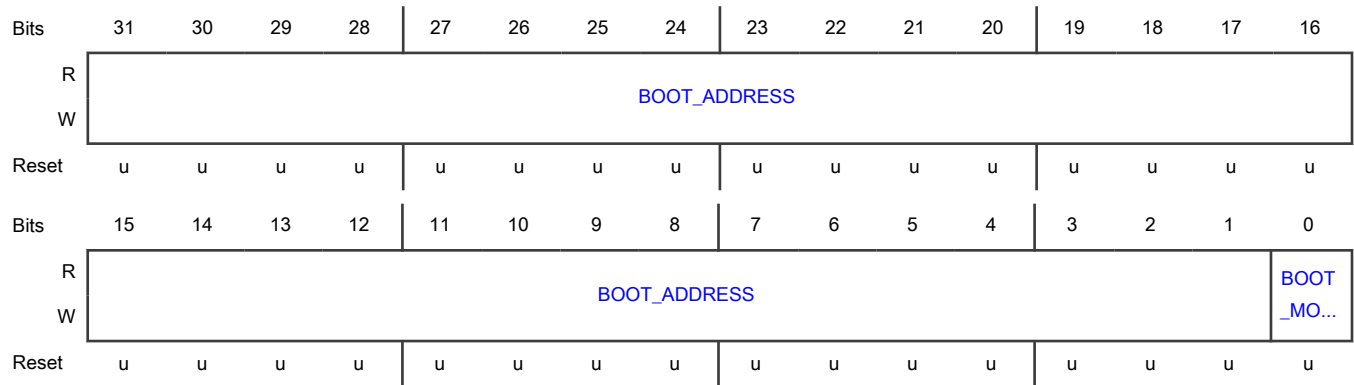 Bits 31 30 29 28 27 26 25 24 23 22 21 20 19 18 17 16
R
BOOT_ADDRESS
W
Reset u u u u u u u u u u u u u u u u
Bits 15 14 13 12 11 10 9 8 7 6 5 4 3 2 1 0
R
BOOT_ADDRESS
BOOT
_MO...
W
Reset u u u u u u u u u u u u u u u u